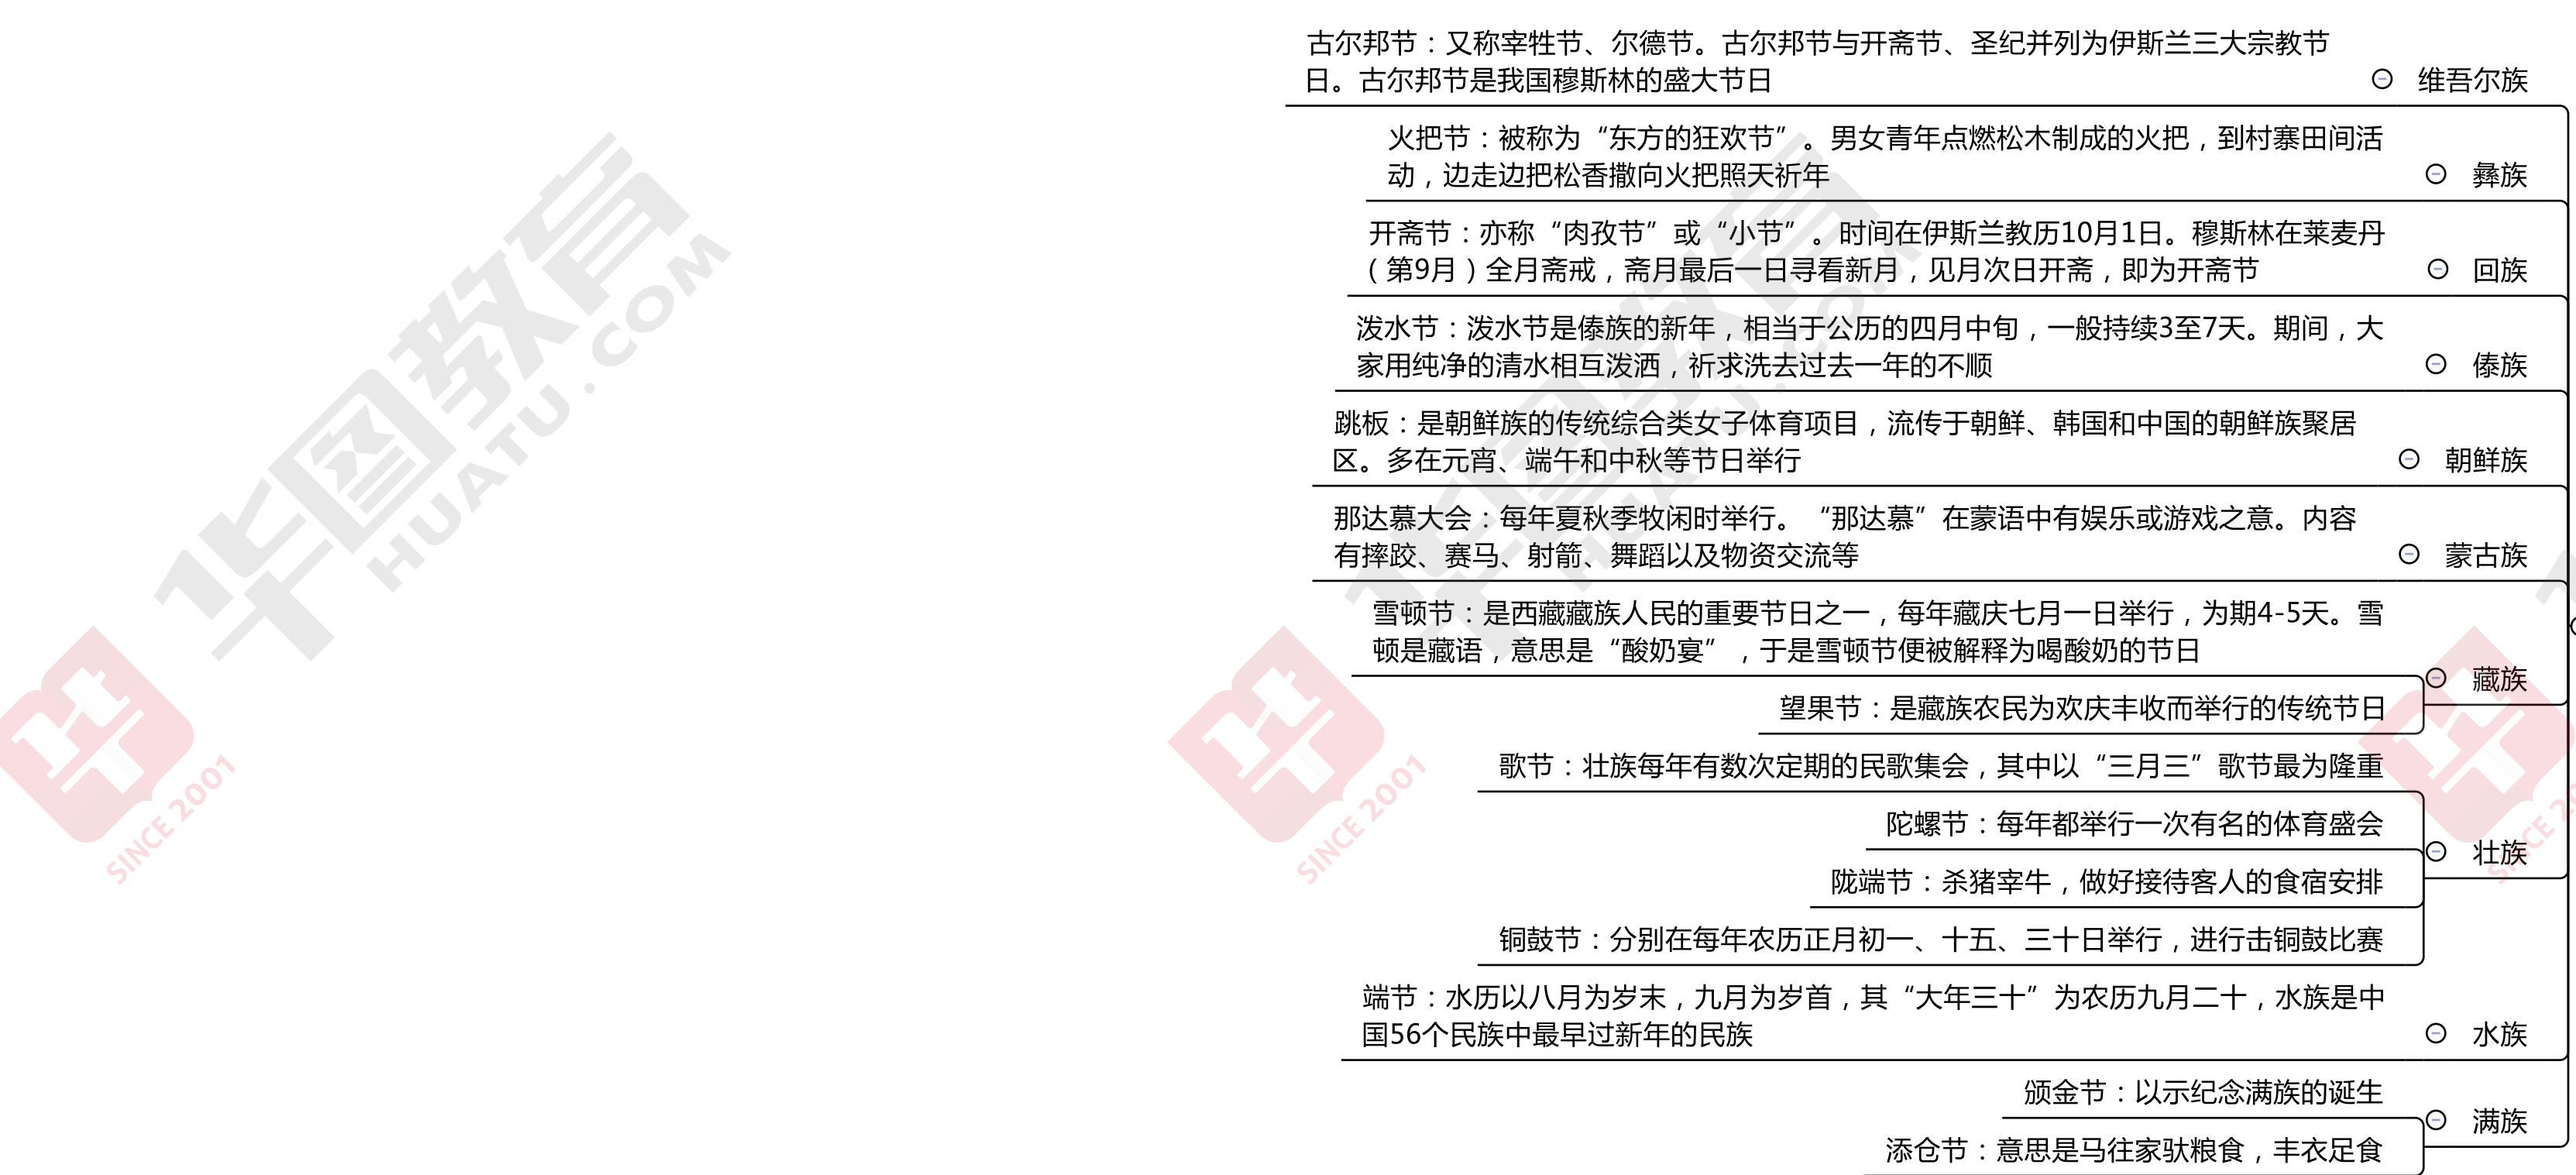 古尔邦节：又称宰牲节、尔德节。古尔邦节与开斋节、圣纪并列为伊斯兰三大宗教节
日。古尔邦节是我国穆斯林的盛大节日
维吾尔族
火把节：被称为“东方的狂欢节”。男女青年点燃松木制成的火把，到村寨田间活
动，边走边把松香撒向火把照天祈年
彝族
开斋节：亦称“肉孜节”或“小节”。时间在伊斯兰教历10月1日。穆斯林在莱麦丹
（第9月）全月斋戒，斋月最后一日寻看新月，见月次日开斋，即为开斋节
回族
泼水节：泼水节是傣族的新年，相当于公历的四月中旬，一般持续3至7天。期间，大
家用纯净的清水相互泼洒，祈求洗去过去一年的不顺
傣族
跳板：是朝鲜族的传统综合类女子体育项目，流传于朝鲜、韩国和中国的朝鲜族聚居
区。多在元宵、端午和中秋等节日举行
朝鲜族
那达慕大会：每年夏秋季牧闲时举行。“那达慕”在蒙语中有娱乐或游戏之意。内容
有摔跤、赛马、射箭、舞蹈以及物资交流等
蒙古族
雪顿节：是西藏藏族人民的重要节日之一，每年藏庆七月一日举行，为期4-5天。雪
顿是藏语，意思是“酸奶宴”，于是雪顿节便被解释为喝酸奶的节日
藏族
望果节：是藏族农民为欢庆丰收而举行的传统节日
歌节：壮族每年有数次定期的民歌集会，其中以“三月三”歌节最为隆重
陀螺节：每年都举行一次有名的体育盛会
壮族
陇端节：杀猪宰牛，做好接待客人的食宿安排
铜鼓节：分别在每年农历正月初一、十五、三十日举行，进行击铜鼓比赛
端节：水历以八月为岁末，九月为岁首，其“大年三十”为农历九月二十，水族是中
国56个民族中最早过新年的民族
水族
颁金节：以示纪念满族的诞生
满族
添仓节：意思是马往家驮粮食，丰衣足食
华图教育
HUATU.COM
SINCE 2001
华图教育
HUATU.COM
SINCE 2001